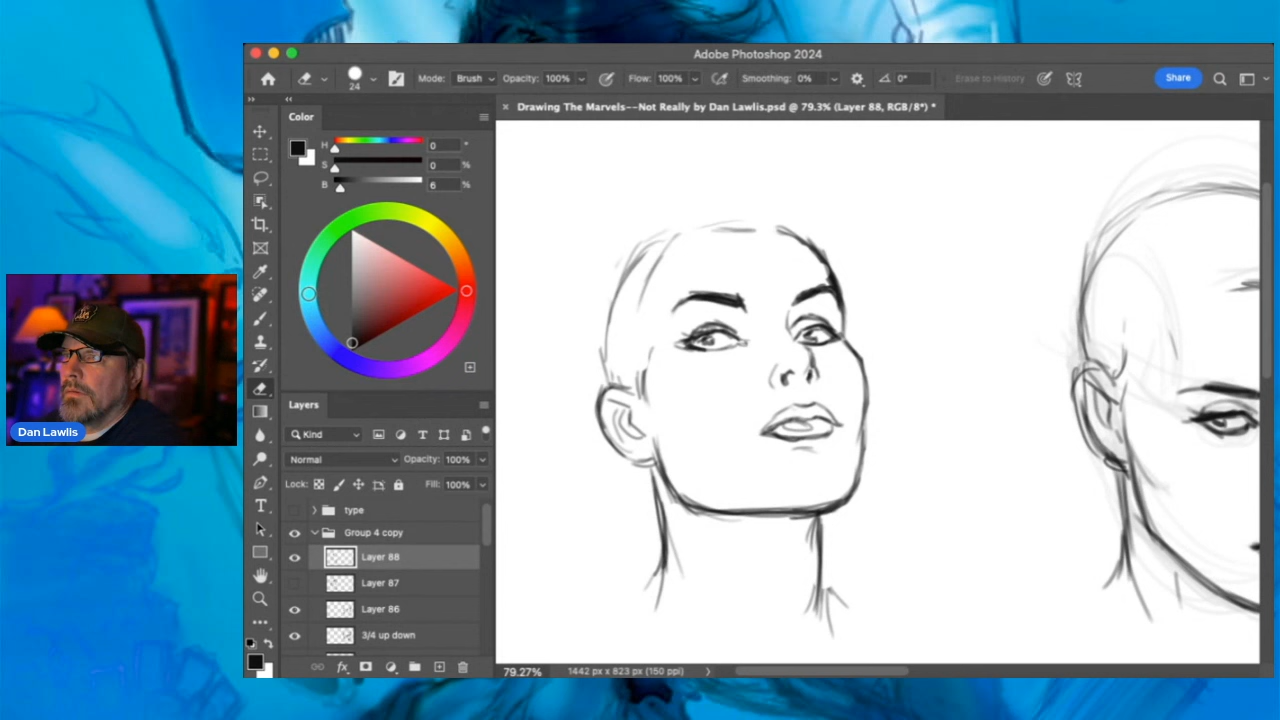 Adobe Photoshop 2024
24
Mode: Brush Opacity: 100% Flow: 100% Smoothing: 0% 0° Erase to History Share
Color
× Drawing The Marvels--Not Really by Dan Lawlis.psd @ 79.3% (Layer 88, RGB/8*) *
H 0 °
S 0 %
B 6 %
Dan Lawlis
Layers
Kind
Normal Opacity: 100%
Lock: Fill: 100%
type
Group 4 copy
Layer 88
Layer 87
Layer 86
3/4 up down
79.27% 1442 px x 823 px (150 ppi)